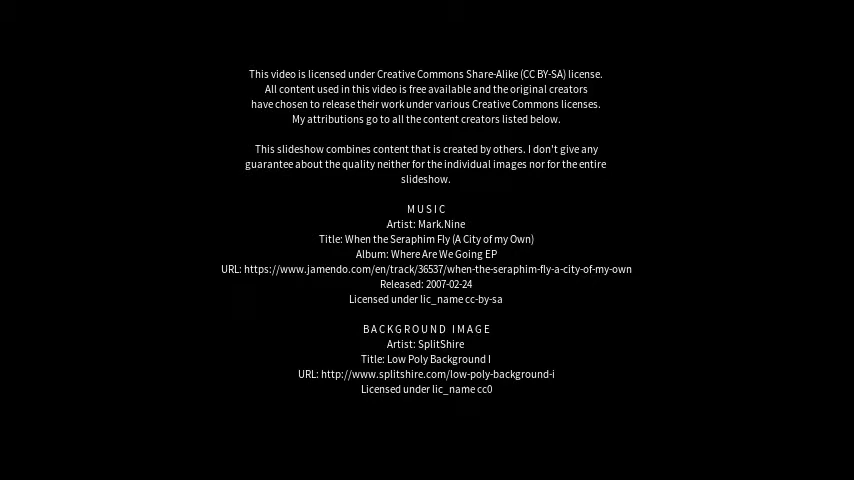 This video is licensed under Creative Commons Share-Alike (CC BY-SA) license.
All content used in this video is free available and the original creators
have chosen to release their work under various Creative Commons licenses.
My attributions go to all the content creators listed below.
This slideshow combines content that is created by others. I don't give any
guarantee about the quality neither for the individual images nor for the entire
slideshow.
MUSIC
Artist: Mark.Nine
Title: When the Seraphim Fly (A City of my Own)
Album: Where Are We Going EP
URL: https://www.jamendo.com/en/track/36537/when-the-seraphim-fly-a-city-of-my-own
Released: 2007-02-24
Licensed under lic_name cc-by-sa
BACKGROUND IMAGE
Artist: SplitShire
Title: Low Poly Background I
URL: http://www.splitshire.com/low-poly-background-i
Licensed under lic_name cc0